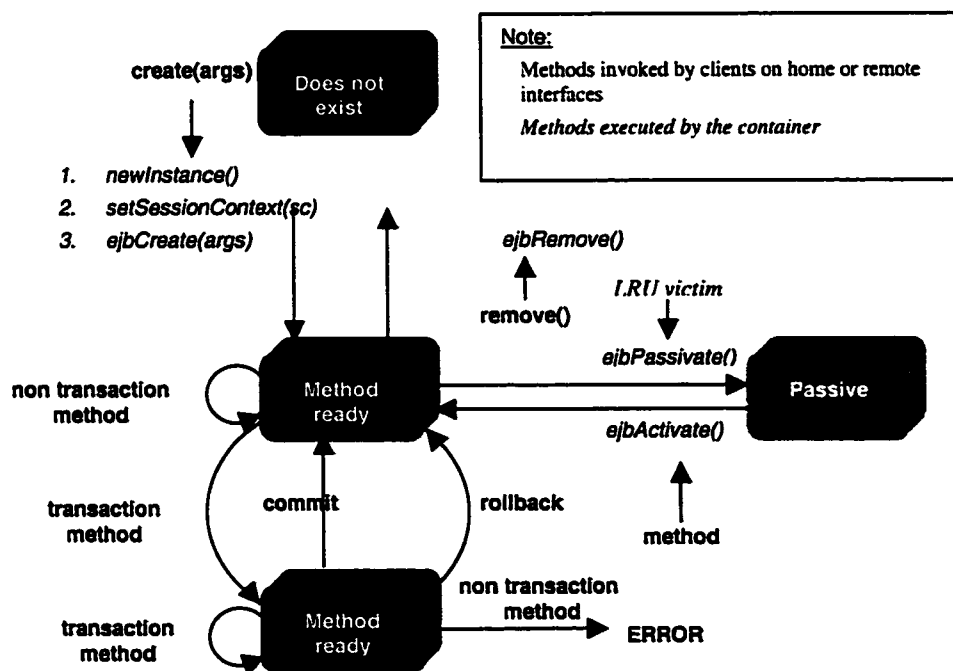 create(args)
Does not
exist
Note:
Methods invoked by clients on home or remote
interfaces
Methods executed by the container
1. newInstance()
2. setSessionContext(sc)
3. ejbCreate(args)
ejbRemove()
remove()
LRU victim
ejbPassivate()
non transaction
method
Method
ready
Passive
ejbActivate()
transaction
method
commit
rollback
method
transaction
method
Method
ready
non transaction
method
ERROR